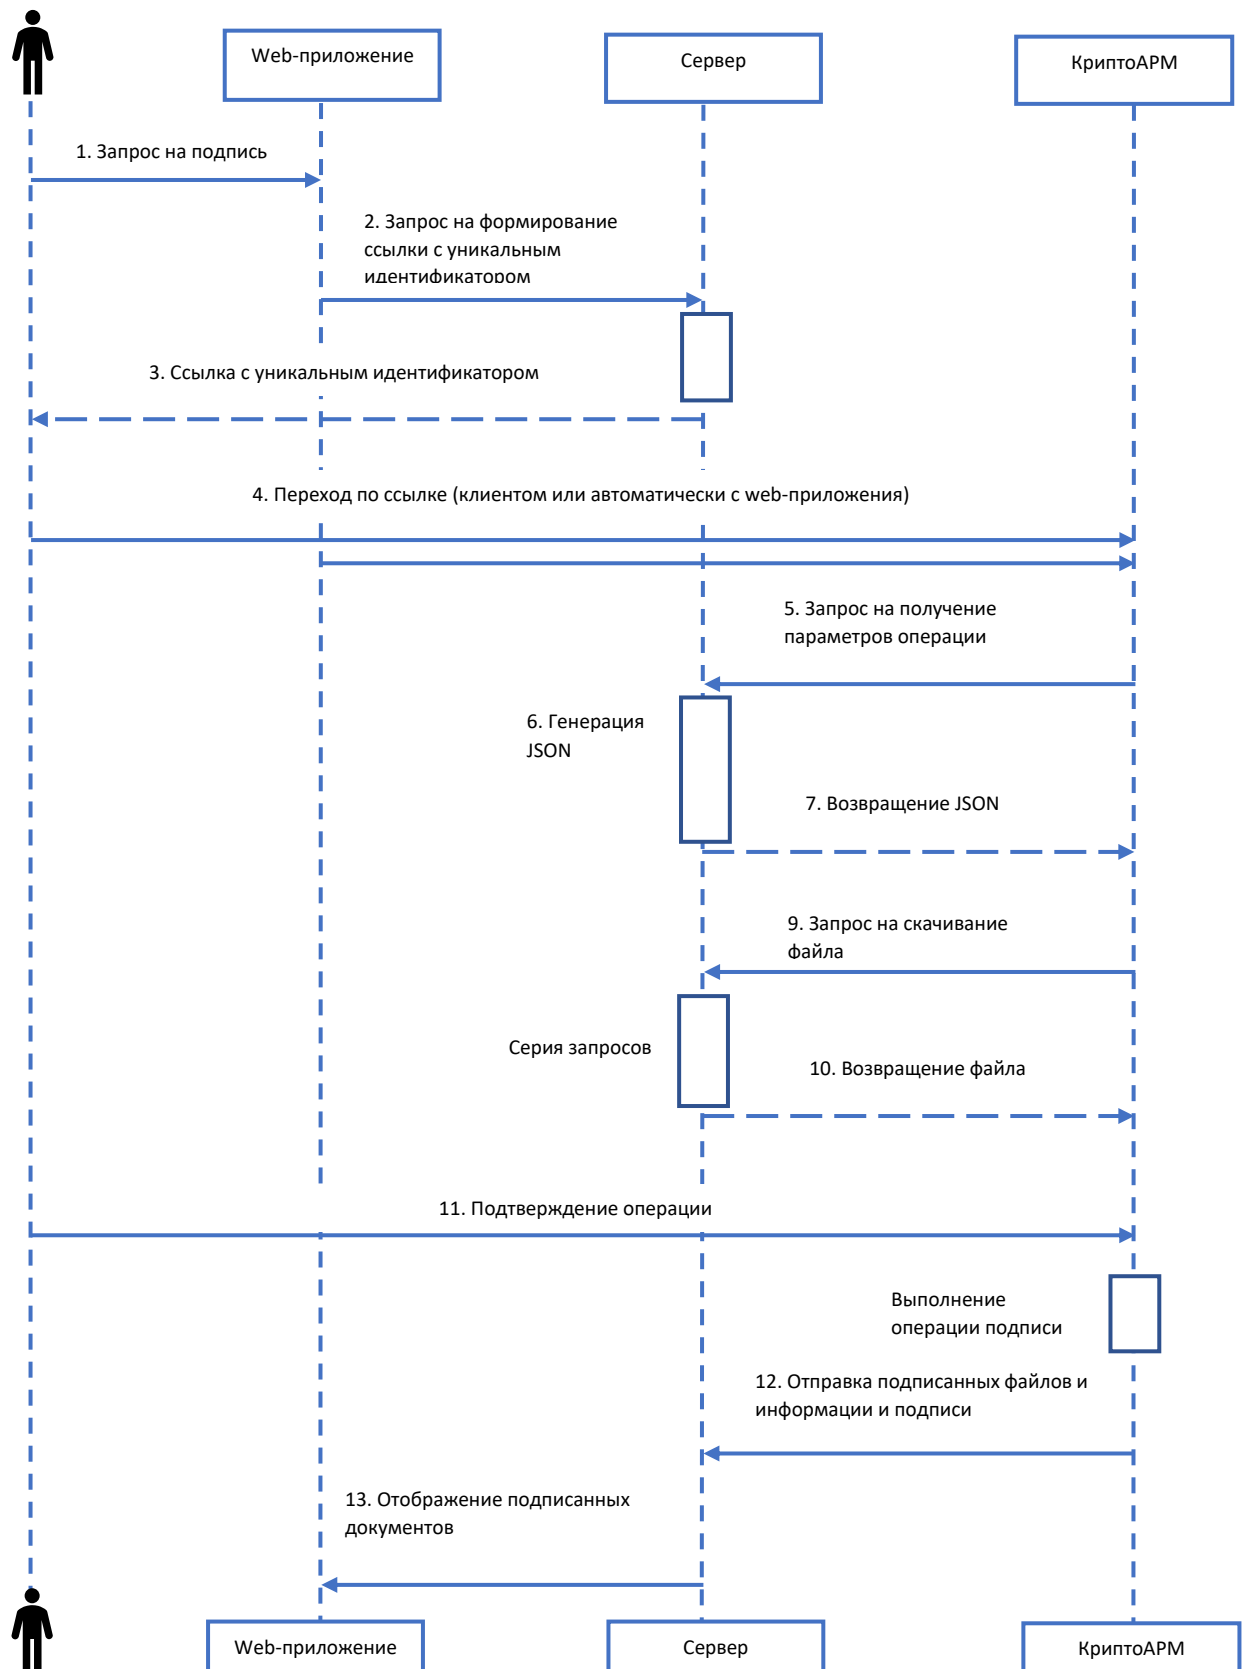 Web-приложение
Сервер
КриптоАРМ
1. Запрос на подпись
2. Запрос на формирование
ссылки с уникальным
идентификатором
3. Ссылка с уникальным идентификатором
4. Переход по ссылке (клиентом или автоматически с web-приложения)
5. Запрос на получение
параметров операции
6. Генерация
JSON
7. Возвращение JSON
9. Запрос на скачивание
файла
Серия запросов
10. Возвращение файла
11. Подтверждение операции
Выполнение
операции подписи
12. Отправка подписанных файлов и
информации и подписи
13. Отображение подписанных
документов
Web-приложение
Сервер
КриптоАРМ